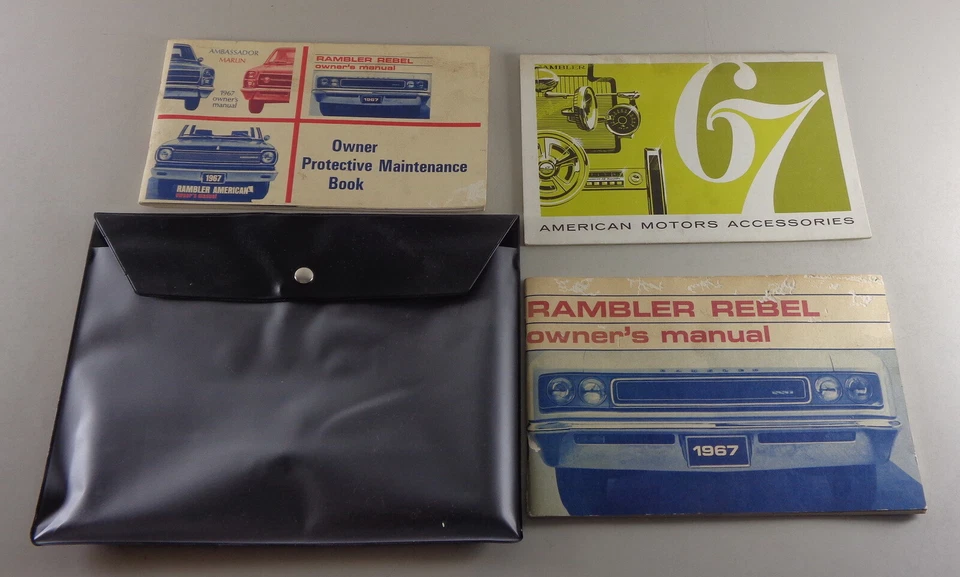 AMBASSADOR
MARLIN
1967
owner's
manual
RAMBLER REBEL
owner's manual
1967
1967
RAMBLER AMERICAN
OWNER'S MANUAL
Owner
Protective Maintenance
Book
RAMBLER
67
AMERICAN MOTORS ACCESSORIES
RAMBLER REBEL
owner's manual
1967